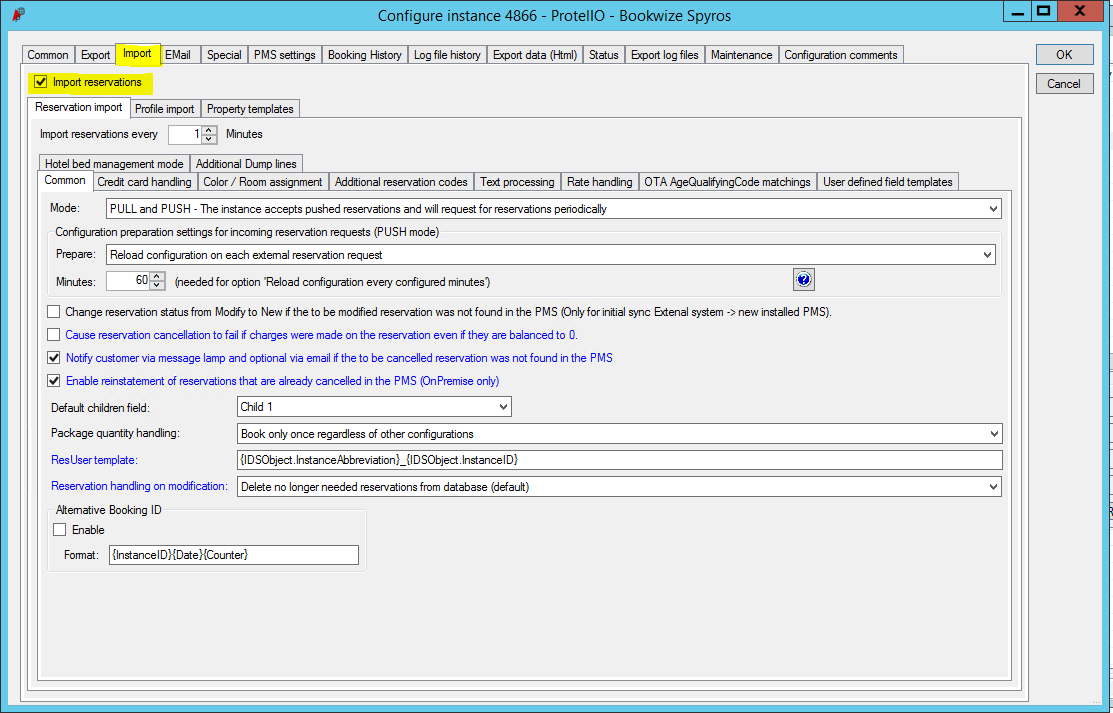 Configure instance 4866 - ProtelIO - Bookwize Spyros
Common Export Import EMail Special PMS settings Booking History Log file history Export data (Html) Status Export log files Maintenance Configuration comments
OK
Cancel
Import reservations
Reservation import Profile import Property templates
Import reservations every 1 Minutes
Hotel bed management mode Additional Dump lines
Common Credit card handling Color / Room assignment Additional reservation codes Text processing Rate handling OTA AgeQualifyingCode matchings User defined field templates
Mode: PULL and PUSH - The instance accepts pushed reservations and will request for reservations periodically
Configuration preparation settings for incoming reservation requests (PUSH mode)
Prepare: Reload configuration on each external reservation request
Minutes: 60 (needed for option 'Reload configuration every configured minutes') ?
Change reservation status from Modify to New if the to be modified reservation was not found in the PMS (Only for initial sync Extenal system -> new installed PMS).
Cause reservation cancellation to fail if charges were made on the reservation even if they are balanced to 0.
Notify customer via message lamp and optional via email if the to be cancelled reservation was not found in the PMS
Enable reinstatement of reservations that are already cancelled in the PMS (OnPremise only)
Default children field: Child 1
Package quantity handling: Book only once regardless of other configurations
ResUser template: {IDSObject.InstanceAbbreviation}_{IDSObject.InstanceID}
Reservation handling on modification: Delete no longer needed reservations from database (default)
Alternative Booking ID
Enable
Format: {InstanceID}{Date}{Counter}